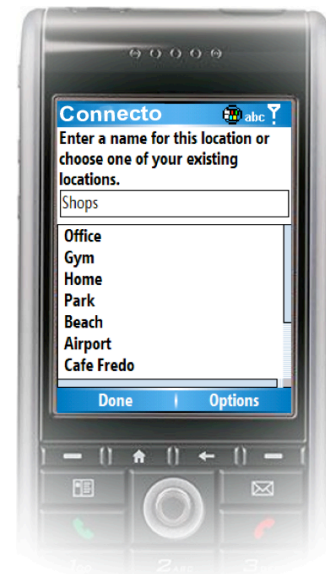 Connecto
abc
Enter a name for this location or
choose one of your existing
locations.
Shops
Office
Gym
Home
Park
Beach
Airport
Cafe Fredo
Done Options
2ABC